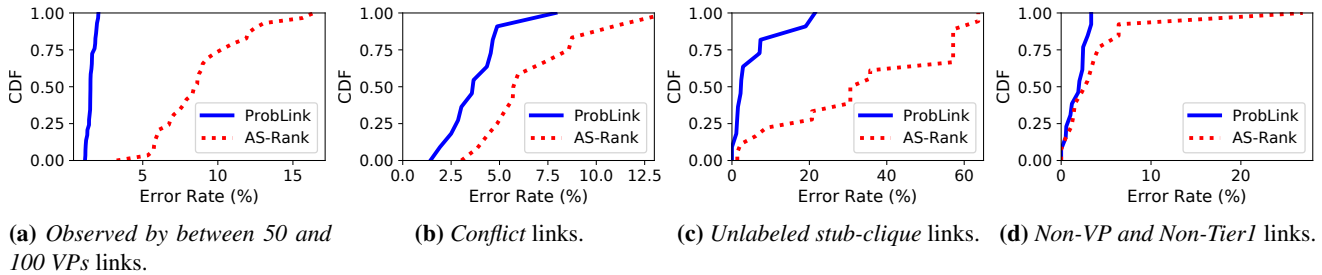 1.00
0.75
0.50
0.25
0.00
CDF
5
10
15
Error Rate (%)
ProbLink
AS-Rank
(a) Observed by between 50 and
100 VPs links.
1.00
0.75
0.50
0.25
0.00
CDF
0.0
2.5
5.0
7.5
10.0
12.5
Error Rate (%)
ProbLink
AS-Rank
(b) Conflict links.
1.00
0.75
0.50
0.25
0.00
CDF
0
20
40
60
Error Rate (%)
ProbLink
AS-Rank
(c) Unlabeled stub-clique links.
1.00
0.75
0.50
0.25
0.00
CDF
0
10
20
Error Rate (%)
ProbLink
AS-Rank
(d) Non-VP and Non-Tier1 links.